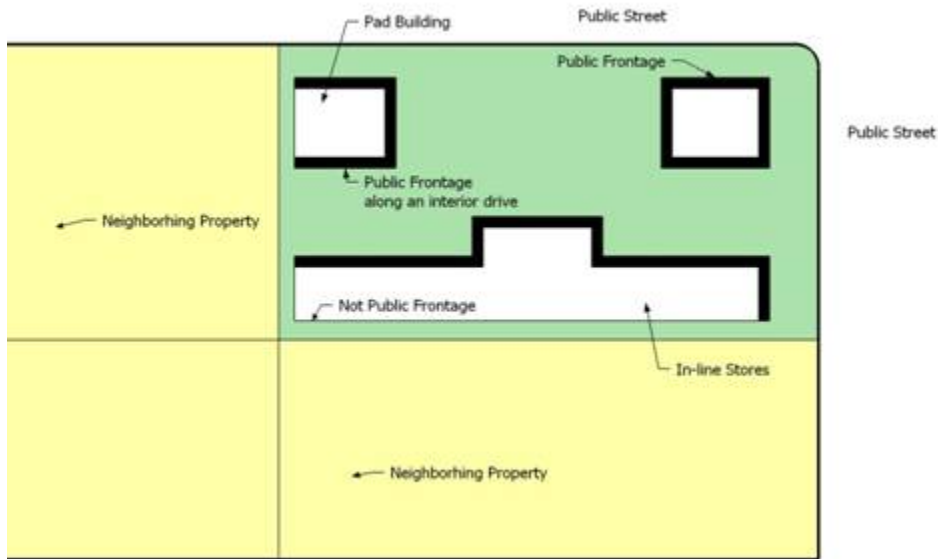 Public Street
Pad Building
Public Frontage
Public Street
Public Frontage
along an interior drive
Neighborhing Property
Not Public Frontage
In-line Stores
Neighborhing Property